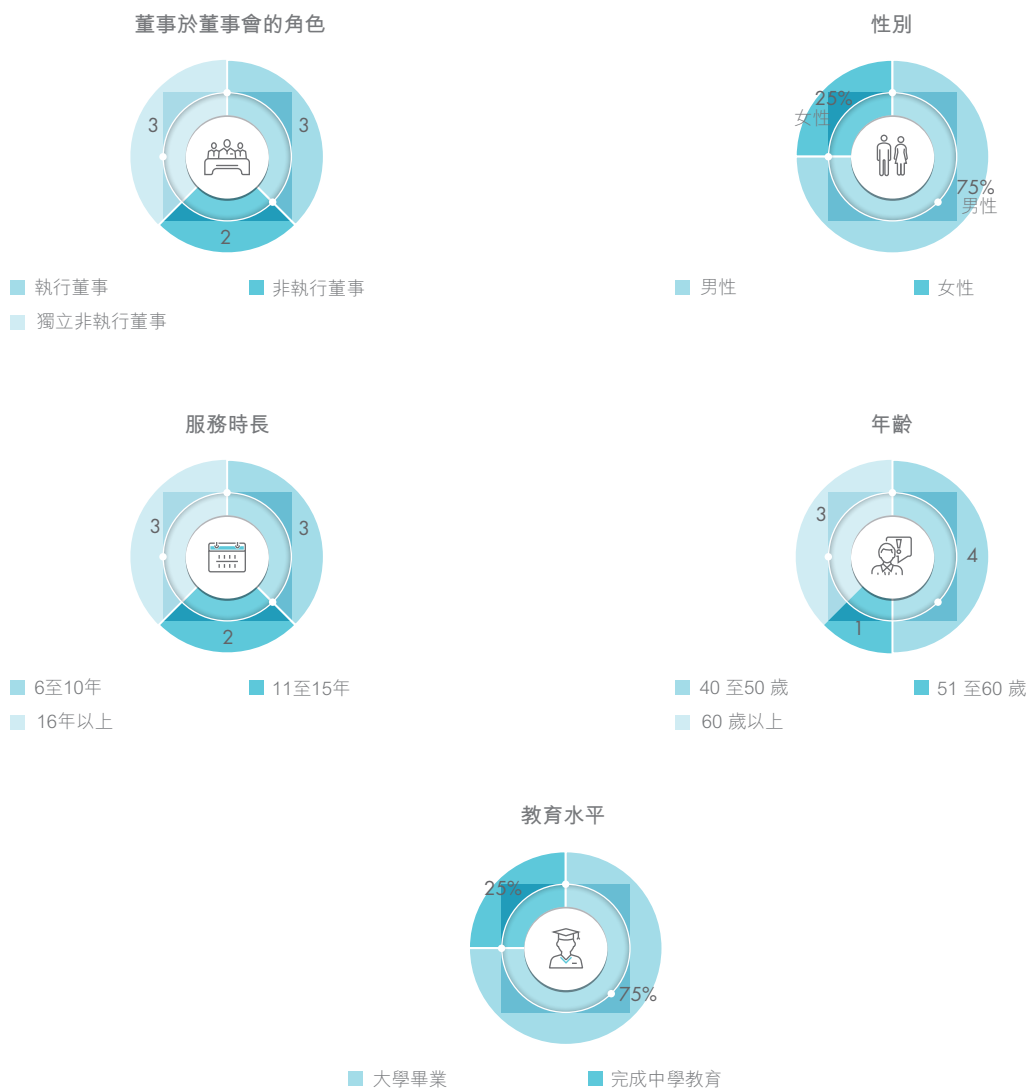 董事於董事會的角色
3
3
2
執行董事
非執行董事
獨立非執行董事
性別
25%
女性
75%
男性
男性
女性
服務時長
3
3
2
6至10年
11至15年
16年以上
年齡
3
4
1
40 至50 歲
51 至60 歲
60 歲以上
教育水平
25%
75%
大學畢業
完成中學教育